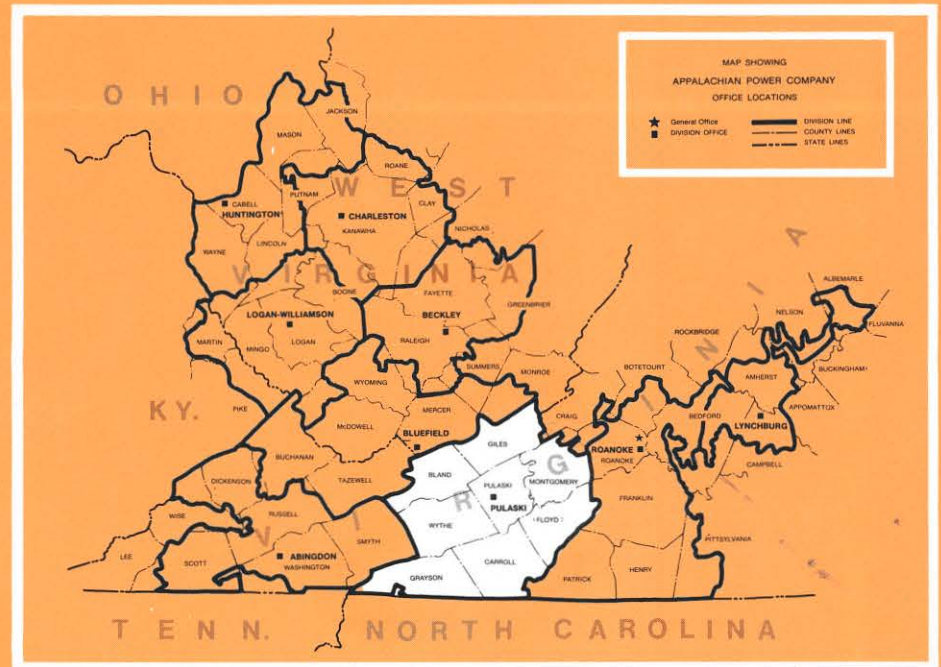 MAP SHOWING
APPALACHIAN POWER COMPANY
OFFICE LOCATIONS
★ General Office
■ DIVISION OFFICE
DIVISION LINE
COUNTY LINES
STATE LINES
OHIO
JACKSON
MASON
ROANE
PUTNAM
WEST
CABELL
HUNTINGTON
CHARLESTON
CLAY
KANAWHA
NICHOLAS
WAYNE
LINCOLN
VIRGINIA
BOONE
FAYETTE
GREENBRIER
ALBEMARLE
LOGAN-WILLIAMSON
BECKLEY
NELSON
FLUVANNA
MARTIN
MINGO
LOGAN
RALEIGH
ROCKBRIDGE
SUMMERS
MONROE
BOTETOURT
AMHERST
BUCKINGHAM
WYOMING
KY.
PIKE
MERCER
CRAIG
BEDFORD
APPOMATTOX
LYNCHBURG
McDOWELL
BLUEFIELD
GILES
ROANOKE
ROANOKE
CAMPBELL
BUCHANAN
BLAND
PULASKI
MONTGOMERY
DICKENSON
TAZEWELL
PULASKI
FRANKLIN
WISE
RUSSELL
WYTHE
FLOYD
PITTSYLVANIA
VIRGINIA
LEE
SCOTT
ABINGDON
WASHINGTON
SMYTH
CARROLL
GRAYSON
PATRICK
HENRY
TENN.
NORTH CAROLINA